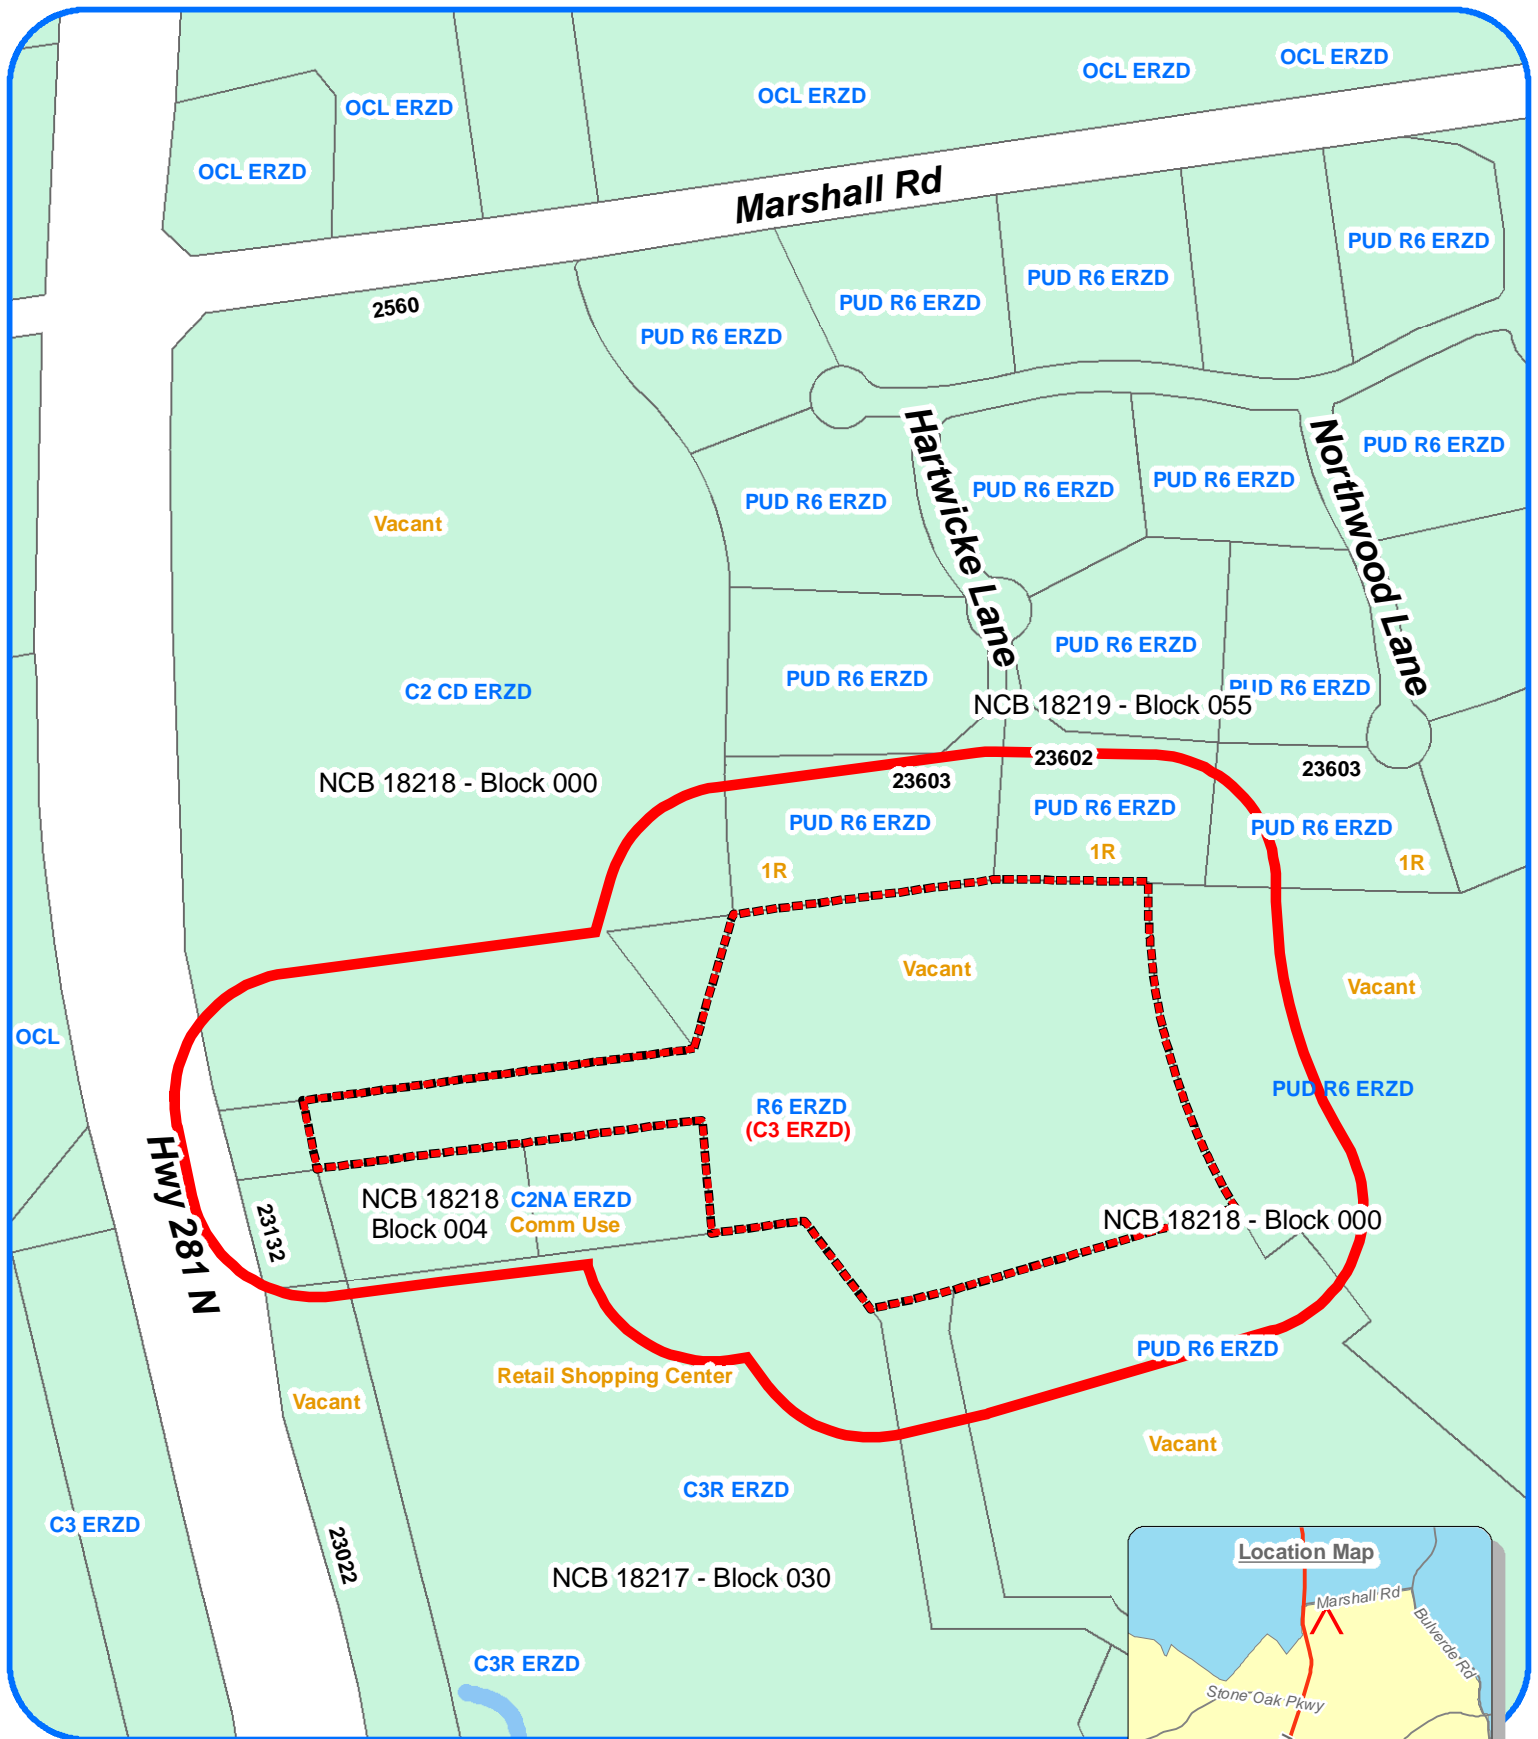 OCL ERZD
OCL ERZD
OCL ERZD
OCL ERZD
OCL ERZD
Marshall Rd
PUD R6 ERZD
PUD R6 ERZD
PUD R6 ERZD
2560
PUD R6 ERZD
Hartwicke Lane
Northwood Lane
PUD R6 ERZD
PUD R6 ERZD
PUD R6 ERZD
PUD R6 ERZD
Vacant
PUD R6 ERZD
PUD R6 ERZD
C2 CD ERZD
PUD R6 ERZD
NCB 18219 - Block 055
NCB 18218 - Block 000
23603
23602
23603
PUD R6 ERZD
PUD R6 ERZD
PUD R6 ERZD
1R
1R
1R
Vacant
Vacant
OCL
PUD R6 ERZD
R6 ERZD
(C3 ERZD)
Hwy 281 N
23132
NCB 18218
Block 004
C2NA ERZD
Comm Use
NCB 18218 - Block 000
PUD R6 ERZD
Retail Shopping Center
Vacant
Vacant
C3R ERZD
C3 ERZD
23022
NCB 18217 - Block 030
C3R ERZD
Location Map
Marshall Rd
Bulverde Rd
Stone Oak Pkwy